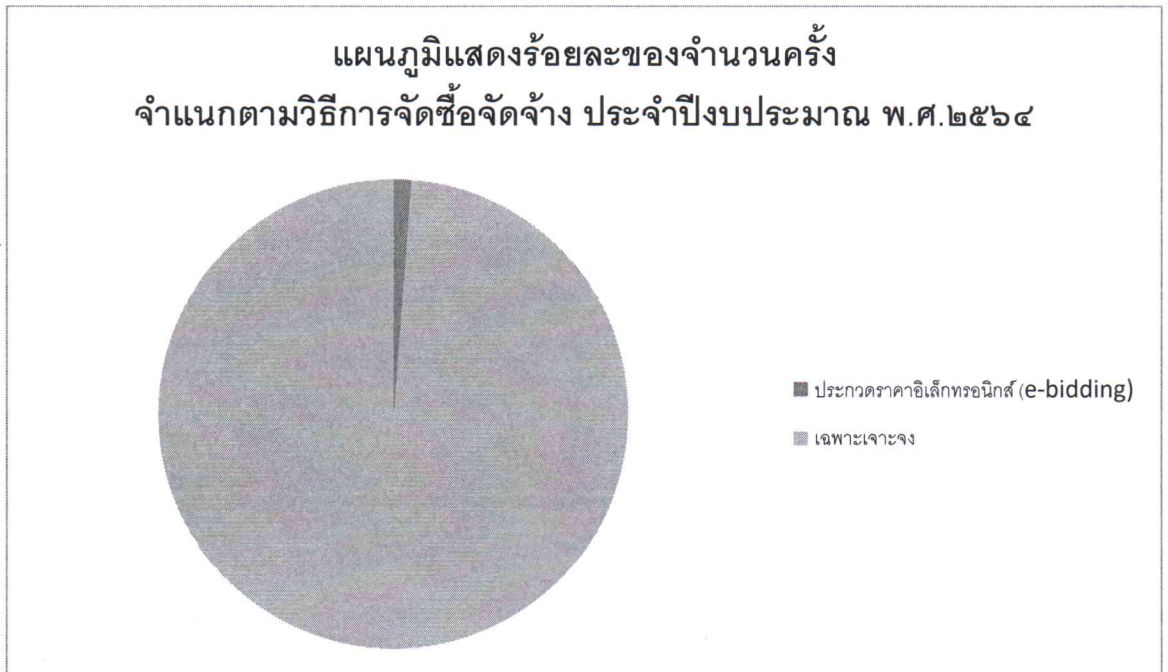 แผนภูมิแสดงร้อยละของจำนวนครั้ง
จำแนกตามวิธีการจัดซื้อจัดจ้าง ประจำปีงบประมาณ พ.ศ.๒๕๖๔
ประกวดราคาอิเล็กทรอนิกส์ (e-bidding)
เฉพาะเจาะจง